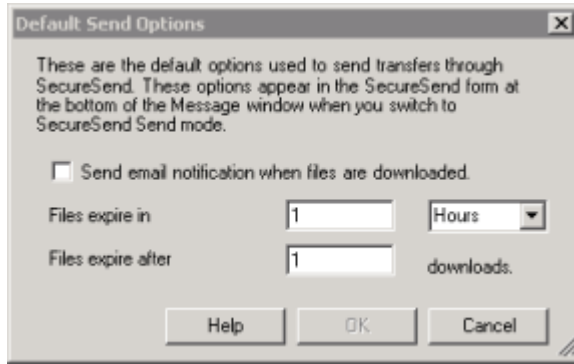 Default Send Options
These are the default options used to send transfers through
SecureSend. These options appear in the SecureSend form at
the bottom of the Message window when you switch to
SecureSend Send mode.
Send email notification when files are downloaded.
Files expire in 1 Hours
Files expire after 1 downloads.
Help OK Cancel